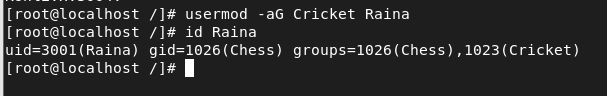 [root@localhost /]# usermod -aG Cricket Raina
[root@localhost /]# id Raina
uid=3001(Raina) gid=1026(Chess) groups=1026(Chess),1023(Cricket)
[root@localhost /]#